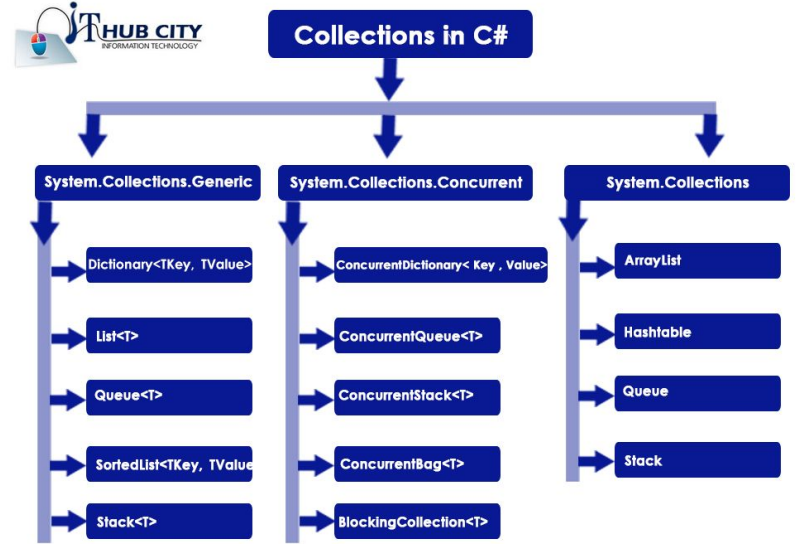 iT HUB CITY
INFORMATION TECHNOLOGY
Collections in C#
System.Collections.Generic
Dictionary<TKey, TValue>
List<T>
Queue<T>
SortedList<TKey, TValue
Stack<T>
System.Collections.Concurrent
ConcurrentDictionary< Key , Value>
ConcurrentQueue<T>
ConcurrentStack<T>
ConcurrentBag<T>
BlockingCollection<T>
System.Collections
ArrayList
Hashtable
Queue
Stack